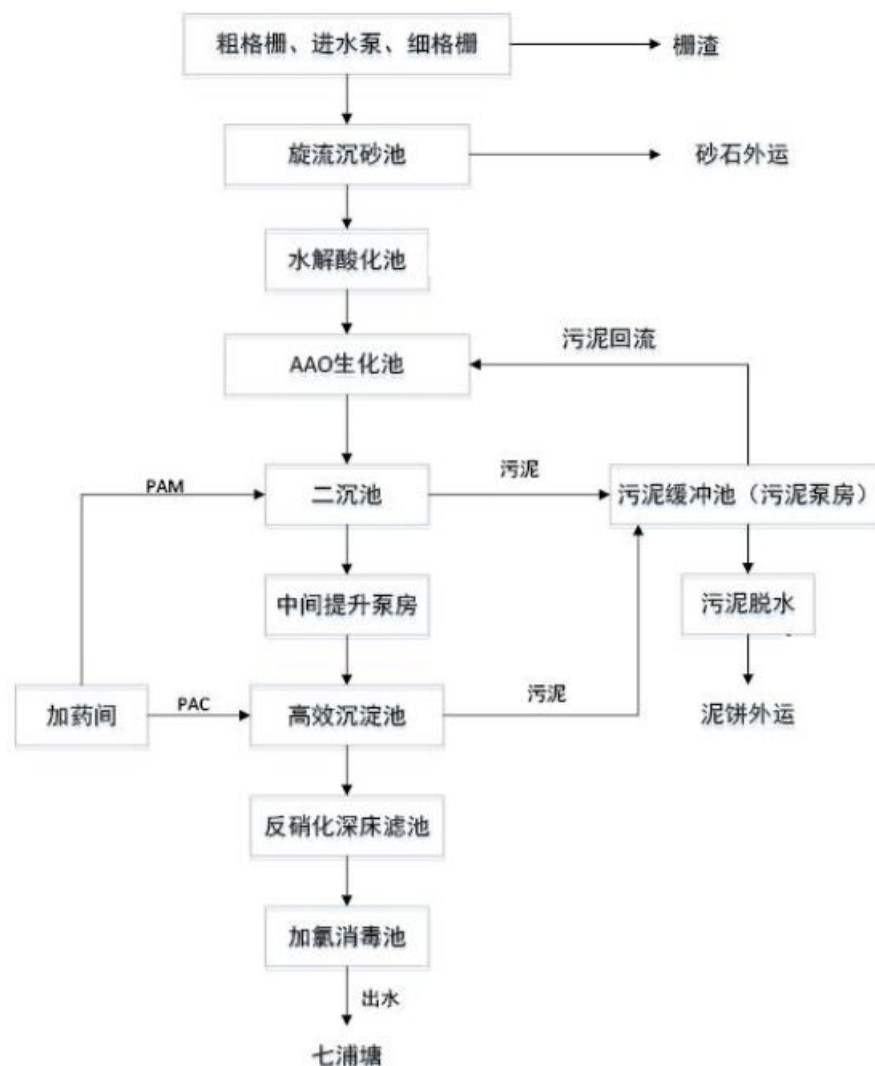 粗格栅、进水泵、细格栅
栅渣
旋流沉砂池
砂石外运
水解酸化池
污泥回流
AAO生化池
污泥
PAM
二沉池
污泥缓冲池（污泥泵房）
中间提升泵房
污泥脱水
污泥
PAC
加药间
高效沉淀池
泥饼外运
反硝化深床滤池
加氯消毒池
出水
七浦塘